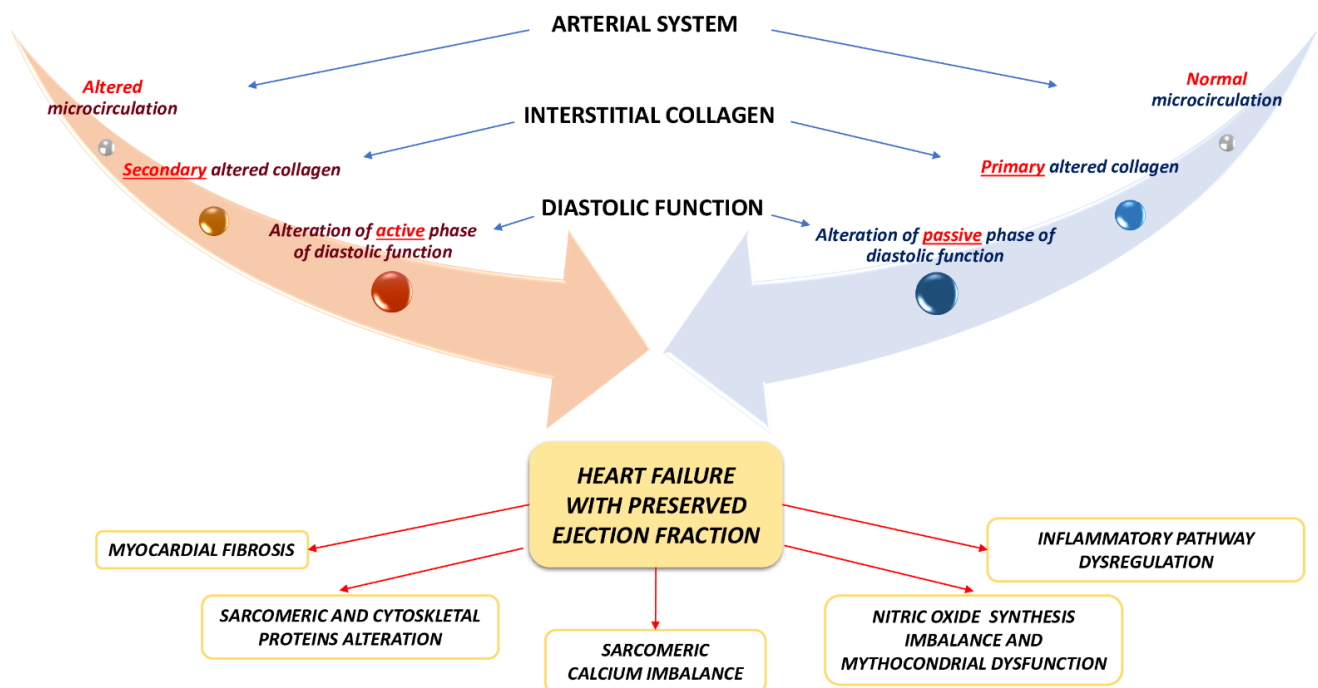 ARTERIAL SYSTEM
Altered
microcirculation
Normal
microcirculation
INTERSTITIAL COLLAGEN
Secondary altered collagen
Primary altered collagen
DIASTOLIC FUNCTION
Alteration of active phase
of diastolic function
Alteration of passive phase of
diastolic function
HEART FAILURE
WITH PRESERVED
EJECTION FRACTION
MYOCARDIAL FIBROSIS
INFLAMMATORY PATHWAY
DYSREGULATION
SARCOMERIC AND CYTOSKLETAL
PROTEINS ALTERATION
SARCOMERIC
CALCIUM IMBALANCE
NITRIC OXIDE SYNTHESIS
IMBALANCE AND
MYTHOCONDRIAL DYSFUNCTION